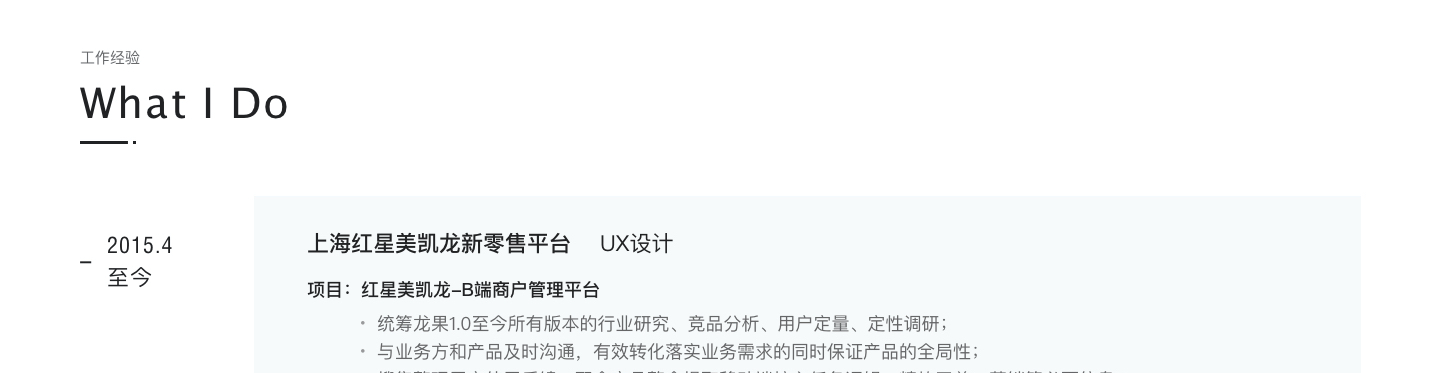 工作经验
What I Do
2015.4
至今
上海红星美凯龙新零售平台 UX设计
项目：红星美凯龙–B端商户管理平台
• 统筹龙果1.0至今所有版本的行业研究、竞品分析、用户定量、定性调研；
• 与业务方和产品及时沟通，有效转化落实业务需求的同时保证产品的全局性；